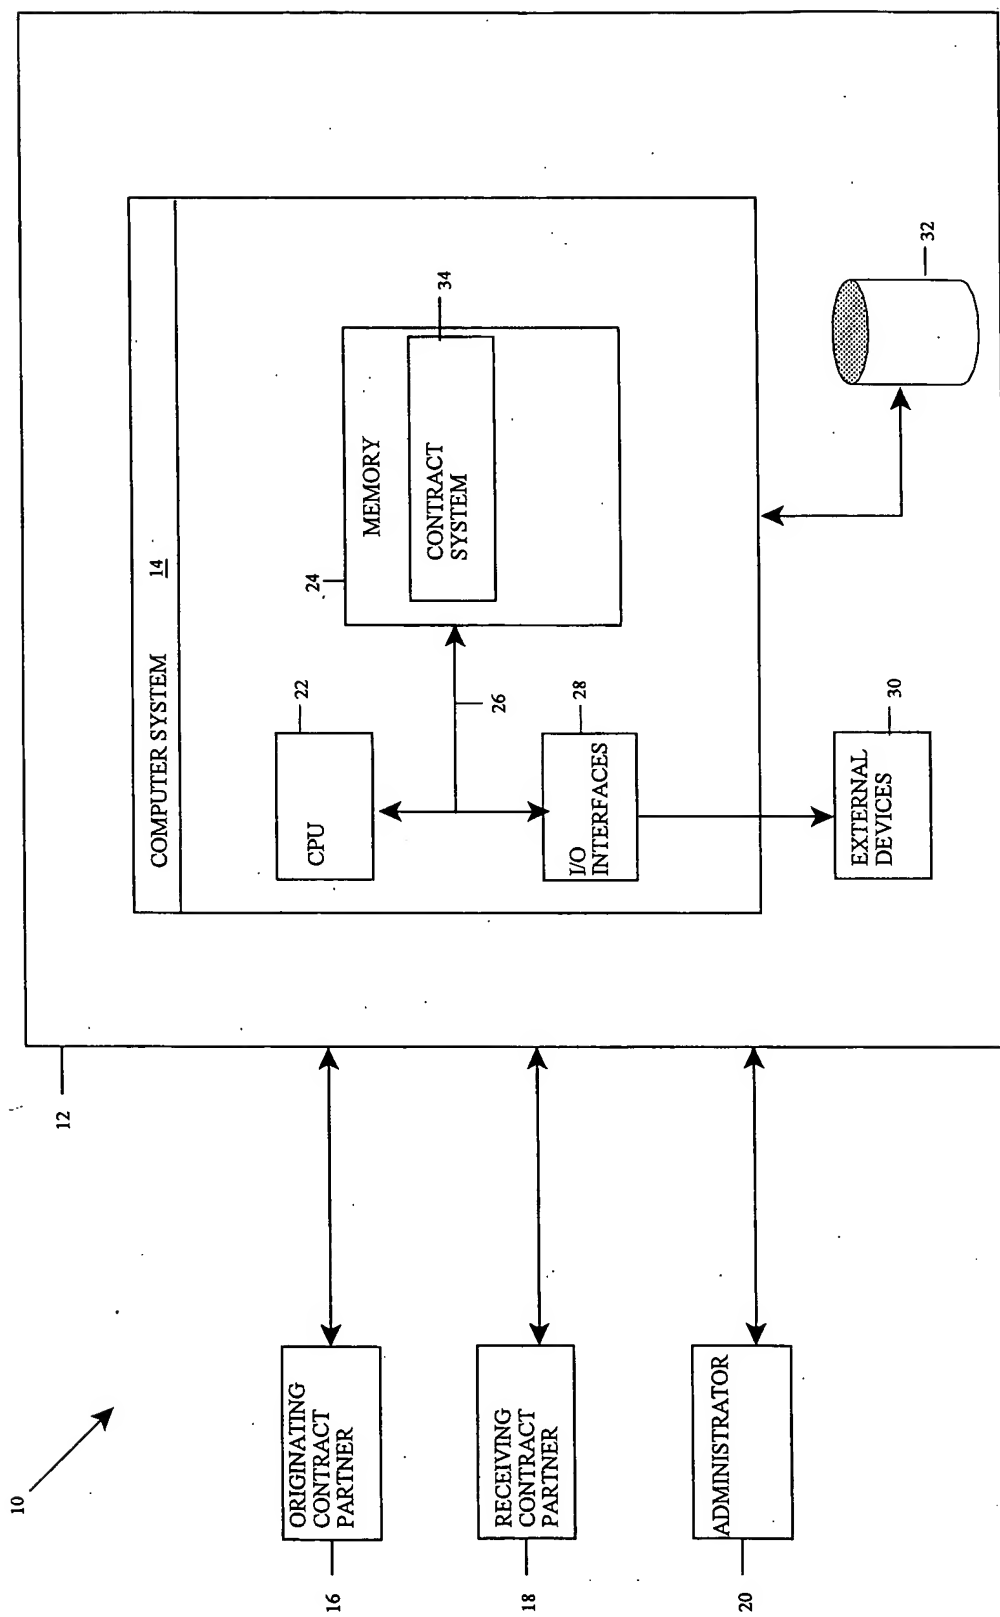 10
12
COMPUTER SYSTEM 14
CPU
22
24
MEMORY
CONTRACT
SYSTEM
34
26
I/O
INTERFACES
28
EXTERNAL
DEVICES
30
32
ORIGINATING
CONTRACT
PARTNER
16
RECEIVING
CONTRACT
PARTNER
18
ADMINISTRATOR
20